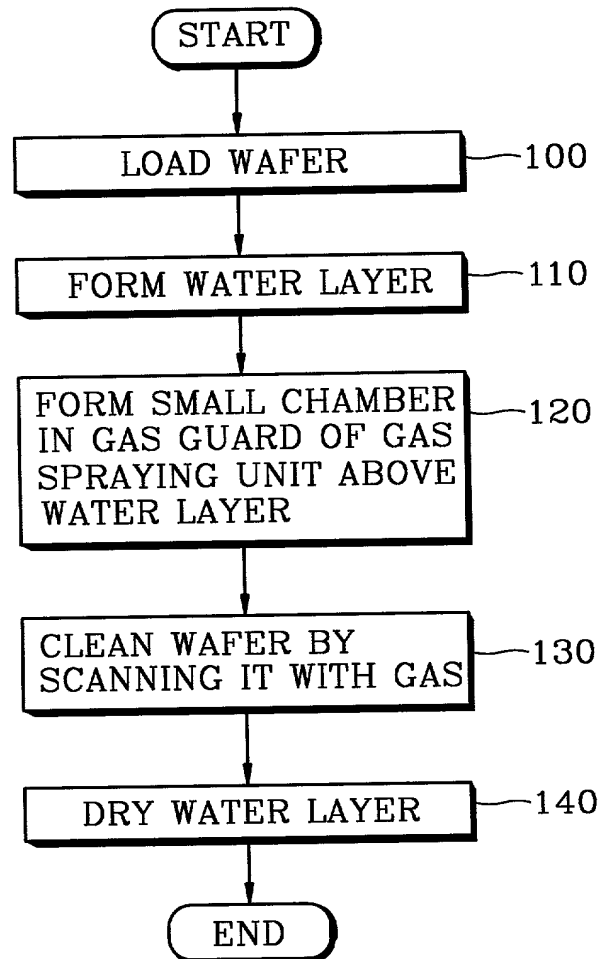 START
LOAD WAFER
100
FORM WATER LAYER
110
FORM SMALL CHAMBER
IN GAS GUARD OF GAS
SPRAYING UNIT ABOVE
WATER LAYER
120
CLEAN WAFER BY
SCANNING IT WITH GAS
130
DRY WATER LAYER
140
END